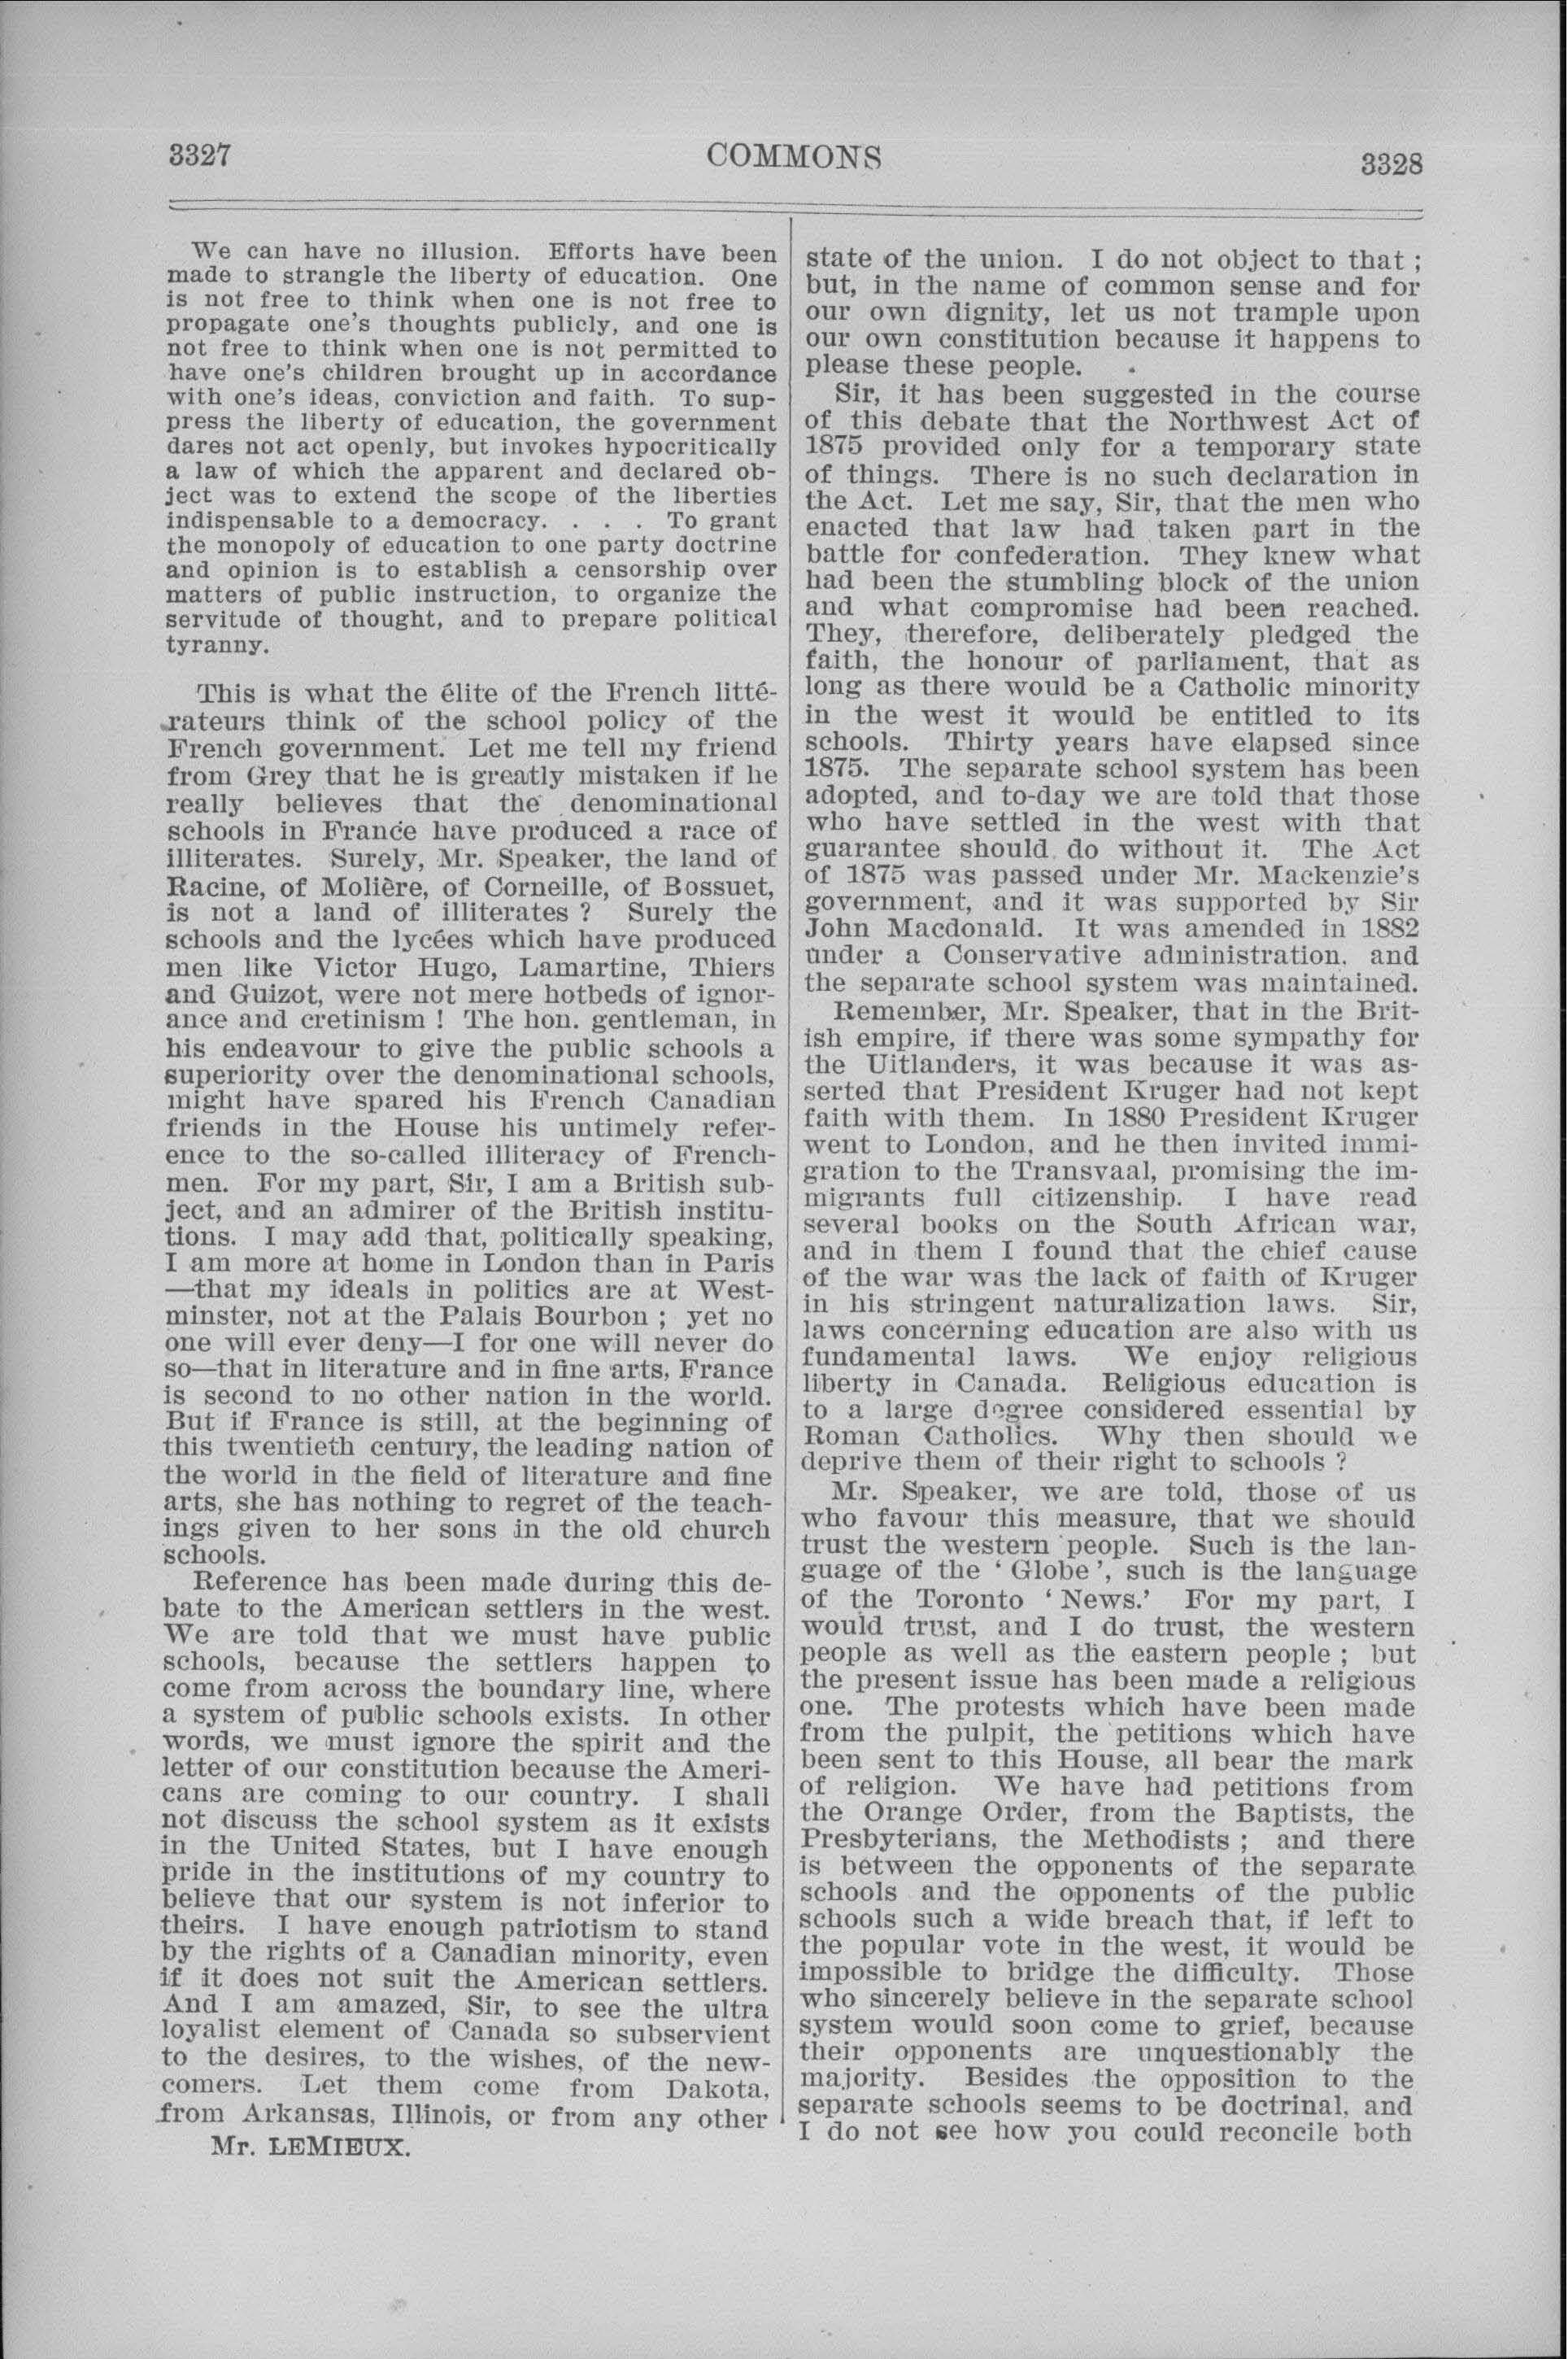 3327
COMMONS
3328
We can have no illusion. Efforts have been
made to strangle the liberty of education. One
is not free to think when one is not free to
propagate one's thoughts publicly, and one is
not free to think when one is not permitted to
have one's children brought up in accordance
with one's ideas, conviction and faith. To sup-
press the liberty of education, the government
dares not act openly, but invokes hypocritically
a law of which the apparent and declared ob-
ject was to extend the scope of the liberties
indispensable to a democracy. . . . To grant
the monopoly of education to one party doctrine
and opinion is to establish a censorship over
matters of public instruction, to organize the
servitude of thought, and to prepare political
tyranny.
This is what the élite of the French litté-
rateurs think of the school policy of the
French government. Let me tell my friend
from Grey that he is greatly mistaken if he
really believes that the denominational
schools in France have produced a race of
illiterates. Surely, Mr. Speaker, the land of
Racine, of Molière, of Corneille, of Bossuet,
is not a land of illiterates ? Surely the
schools and the lycées which have produced
men like Victor Hugo, Lamartine, Thiers
and Guizot, were not mere hotbeds of ignor-
ance and cretinism ! The hon. gentleman, in
his endeavour to give the public schools a
superiority over the denominational schools,
might have spared his French Canadian
friends in the House his untimely refer-
ence to the so-called illiteracy of French-
men. For my part, Sir, I am a British sub-
ject, and an admirer of the British institu-
tions. I may add that, politically speaking,
I am more at home in London than in Paris
—that my ideals in politics are at West-
minster, not at the Palais Bourbon ; yet no
one will ever deny—I for one will never do
so—that in literature and in fine arts, France
is second to no other nation in the world.
But if France is still, at the beginning of
this twentieth century, the leading nation of
the world in the field of literature and fine
arts, she has nothing to regret of the teach-
ings given to her sons in the old church
schools.
Reference has been made during this de-
bate to the American settlers in the west.
We are told that we must have public
schools, because the settlers happen to
come from across the boundary line, where
a system of public schools exists. In other
words, we must ignore the spirit and the
letter of our constitution because the Ameri-
cans are coming to our country. I shall
not discuss the school system as it exists
in the United States, but I have enough
pride in the institutions of my country to
believe that our system is not inferior to
theirs. I have enough patriotism to stand
by the rights of a Canadian minority, even
if it does not suit the American settlers.
And I am amazed, Sir, to see the ultra
loyalist element of Canada so subservient
to the desires, to the wishes, of the new-
comers. Let them come from Dakota,
from Arkansas, Illinois, or from any other
Mr. LEMIEUX.
state of the union. I do not object to that ;
but, in the name of common sense and for
our own dignity, let us not trample upon
our own constitution because it happens to
please these people.
Sir, it has been suggested in the course
of this debate that the Northwest Act of
1875 provided only for a temporary state
of things. There is no such declaration in
the Act. Let me say, Sir, that the men who
enacted that law had taken part in the
battle for confederation. They knew what
had been the stumbling block of the union
and what compromise had been reached.
They, therefore, deliberately pledged the
faith, the honour of parliament, that as
long as there would be a Catholic minority
in the west it would be entitled to its
schools. Thirty years have elapsed since
1875. The separate school system has been
adopted, and to-day we are told that those
who have settled in the west with that
guarantee should do without it. The Act
of 1875 was passed under Mr. Mackenzie's
government, and it was supported by Sir
John Macdonald. It was amended in 1882
under a Conservative administration, and
the separate school system was maintained.
Remember, Mr. Speaker, that in the Brit-
ish empire, if there was some sympathy for
the Uitlanders, it was because it was as-
serted that President Kruger had not kept
faith with them. In 1880 President Kruger
went to London, and he then invited immi-
gration to the Transvaal, promising the im-
migrants full citizenship. I have read
several books on the South African war,
and in them I found that the chief cause
of the war was the lack of faith of Kruger
in his stringent naturalization laws. Sir,
laws concerning education are also with us
fundamental laws. We enjoy religious
liberty in Canada. Religious education is
to a large degree considered essential by
Roman Catholics. Why then should we
deprive them of their right to schools ?
Mr. Speaker, we are told, those of us
who favour this measure, that we should
trust the western people. Such is the lan-
guage of the ' Globe ', such is the language
of the Toronto ' News.' For my part, I
would trust, and I do trust, the western
people as well as the eastern people ; but
the present issue has been made a religious
one. The protests which have been made
from the pulpit, the petitions which have
been sent to this House, all bear the mark
of religion. We have had petitions from
the Orange Order, from the Baptists, the
Presbyterians, the Methodists ; and there
is between the opponents of the separate
schools and the opponents of the public
schools such a wide breach that, if left to
the popular vote in the west, it would be
impossible to bridge the difficulty. Those
who sincerely believe in the separate school
system would soon come to grief, because
their opponents are unquestionably the
majority. Besides the opposition to the
separate schools seems to be doctrinal, and
I do not see how you could reconcile both